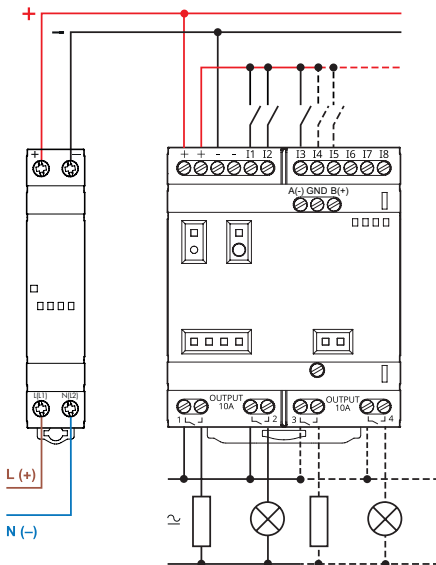 +
−
+ −
+ + - - I1 I2 I3 I4 I5 I6 I7 I8
A(-) GND B(+)
L(L1) N(L2)
1 OUTPUT 10A 2 3 OUTPUT 10A 4
L (+)
N (–)
≂